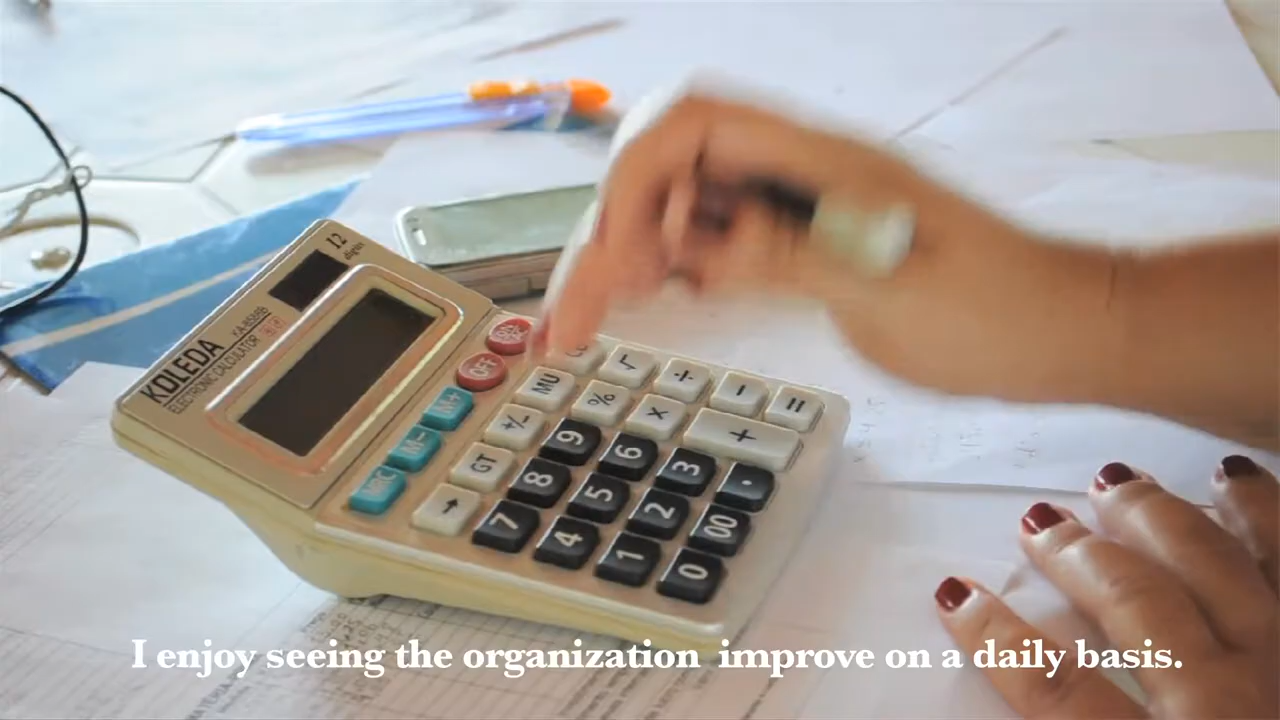 12
digits
KOLEDA
ELECTRONIC CALCULATOR
OFF
MU
√
÷
−
=
+/-
%
×
+
M+
M−
MRC
GT
9
6
3
.
8
5
2
00
7
4
1
0
I enjoy seeing the organization improve on a daily basis.